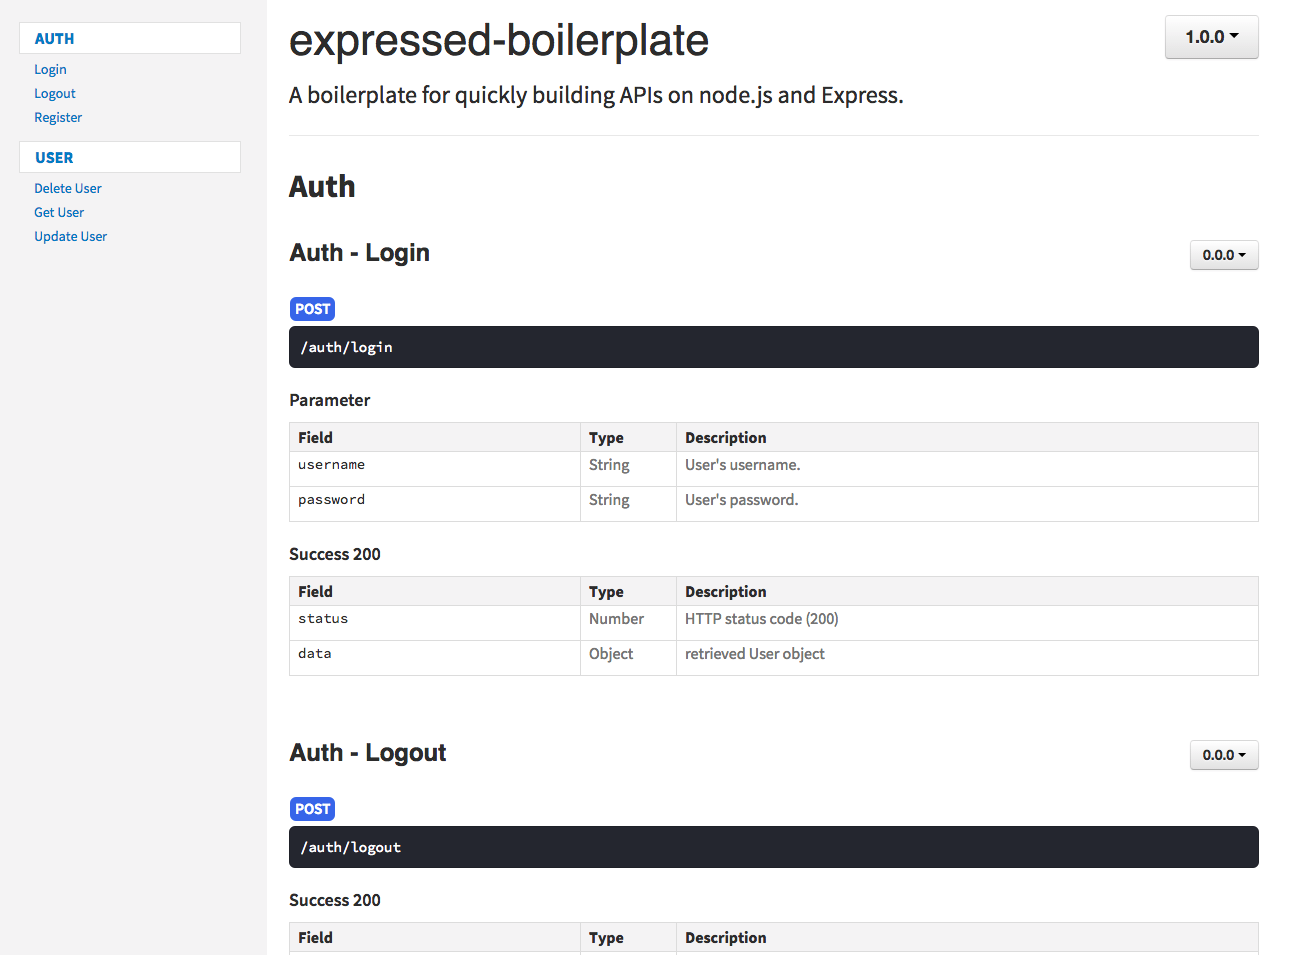 AUTH
Login
Logout
Register
USER
Delete User
Get User
Update User
expressed-boilerplate
1.0.0
A boilerplate for quickly building APIs on node.js and Express.
Auth
Auth - Login
0.0.0
POST
/auth/login
Parameter
Field Type Description
username String User's username.
password String User's password.
Success 200
Field Type Description
status Number HTTP status code (200)
data Object retrieved User object
Auth - Logout
0.0.0
POST
/auth/logout
Success 200
Field Type Description